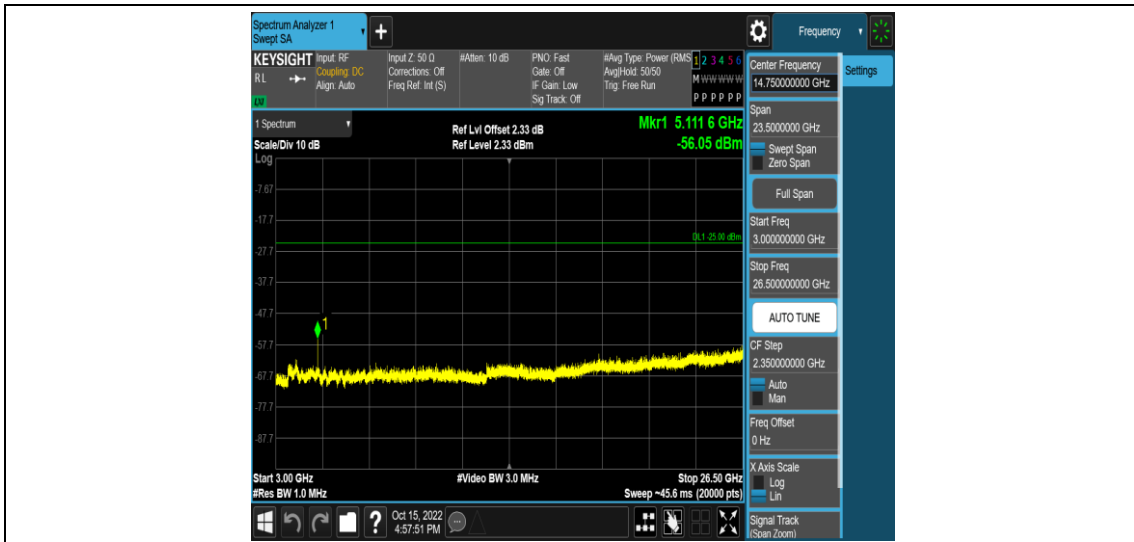 Spectrum Analyzer 1
Swept SA
+
Frequency
KEYSIGHT
RL
LNI
Input: RF
Coupling: DC
Align: Auto
Input Z: 50 Ω
Corrections: Off
Freq Ref: Int (S)
#Atten: 10 dB
PNO: Fast
Gate: Off
IF Gain: Low
Sig Track: Off
#Avg Type: Power (RMS
Avg|Hold: 50/50
Trig: Free Run
1 2 3 4 5 6
M W W W W W
P P P P P P
Center Frequency
14.750000000 GHz
Settings
Span
23.5000000 GHz
Swept Span
Zero Span
Full Span
Start Freq
3.000000000 GHz
Stop Freq
26.500000000 GHz
AUTO TUNE
CF Step
2.350000000 GHz
Auto
Man
Freq Offset
0 Hz
X Axis Scale
Log
Lin
Signal Track
(Span Zoom)
1 Spectrum
Scale/Div 10 dB
Ref Lvl Offset 2.33 dB
Ref Level 2.33 dBm
Mkr1 5.111 6 GHz
-56.05 dBm
Log
-7.67
-17.7
DL1 -25.00 dBm
-27.7
-37.7
-47.7
1
-57.7
-67.7
-77.7
-87.7
Start 3.00 GHz
#Video BW 3.0 MHz
Stop 26.50 GHz
#Res BW 1.0 MHz
Sweep ~45.6 ms (20000 pts)
?
Oct 15, 2022
4:57:51 PM